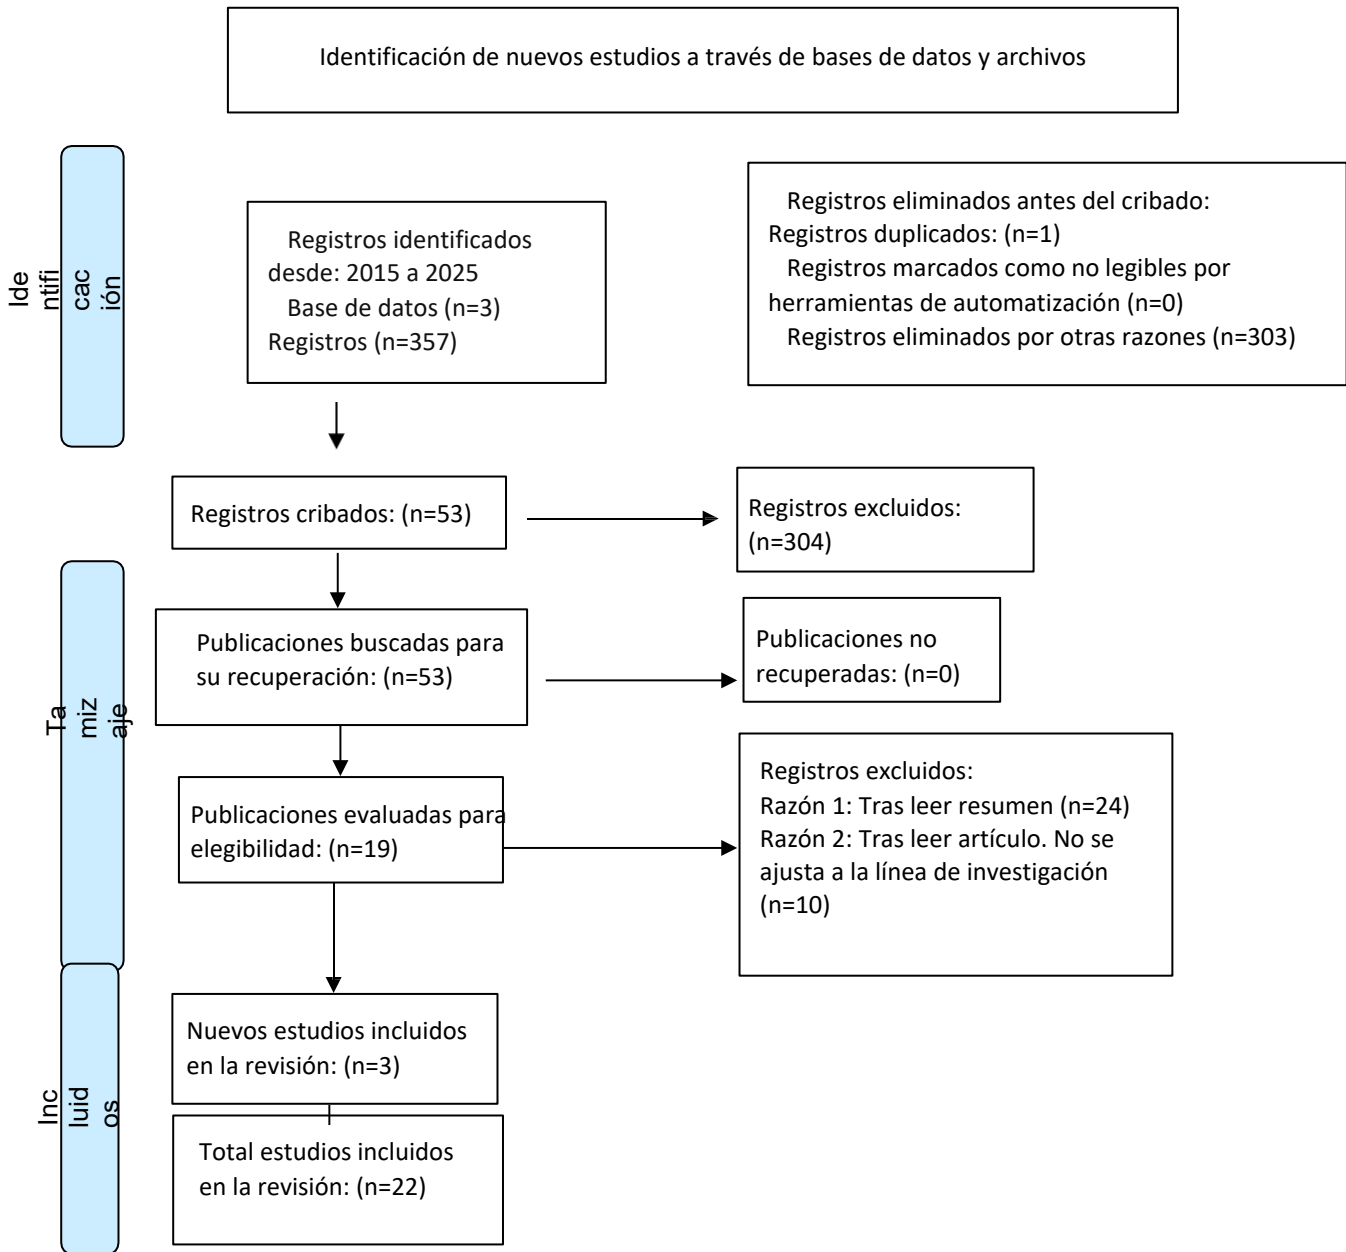 Identificación de nuevos estudios a través de bases de datos y archivos
Ide
ntifi
cac
ión
Registros identificados
desde: 2015 a 2025
Base de datos (n=3)
Registros (n=357)
Registros eliminados antes del cribado:
Registros duplicados: (n=1)
Registros marcados como no legibles por
herramientas de automatización (n=0)
Registros eliminados por otras razones (n=303)
Registros cribados: (n=53)
Registros excluidos:
(n=304)
Ta
miz
aje
Publicaciones buscadas para
su recuperación: (n=53)
Publicaciones no
recuperadas: (n=0)
Publicaciones evaluadas para
elegibilidad: (n=19)
Registros excluidos:
Razón 1: Tras leer resumen (n=24)
Razón 2: Tras leer artículo. No se
ajusta a la línea de investigación
(n=10)
Inc
luid
os
Nuevos estudios incluidos
en la revisión: (n=3)
Total estudios incluidos
en la revisión: (n=22)